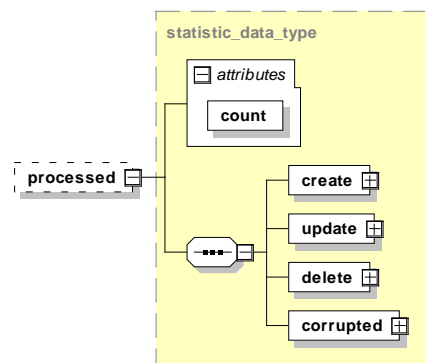 statistic_data_type
attributes
count
processed
create
update
delete
corrupted